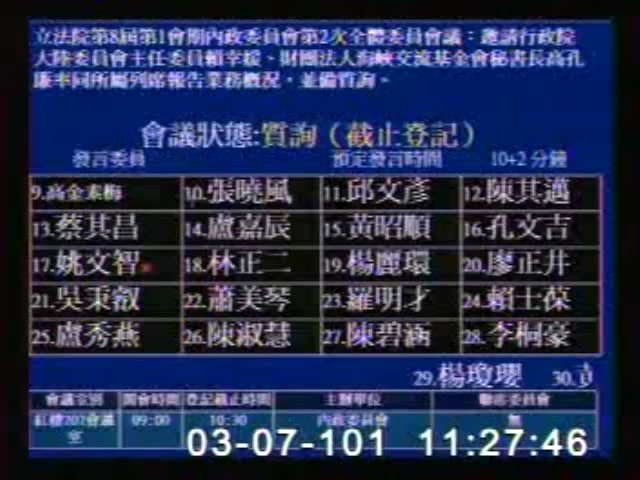 立法院第8屆第1會期內政委員會第2次全體委員會議：邀請行政院
大陸委員會主任委員賴幸媛、財團法人海峽交流基金會秘書長高孔
廉率同所屬列席報告業務概況，並備質詢。
會議狀態:質詢（截止登記）
發言委員 預定發言時間 10+2 分鐘
9.高金素梅 10.張曉風 11.邱文彥 12.陳其邁
13.蔡其昌 14.盧嘉辰 15.黃昭順 16.孔文吉
17.姚文智 18.林正二 19.楊麗環 20.廖正井
21.吳秉叡 22.蕭美琴 23.羅明才 24.賴士葆
25.盧秀燕 26.陳淑慧 27.陳碧涵 28.李桐豪
29.楊瓊瓔 30.
會議室別 開會時間 登記截止時間 主辦單位 聯席委員會
紅樓202會議室 09:00 10:30 內政委員會 無
03-07-101 11:27:46